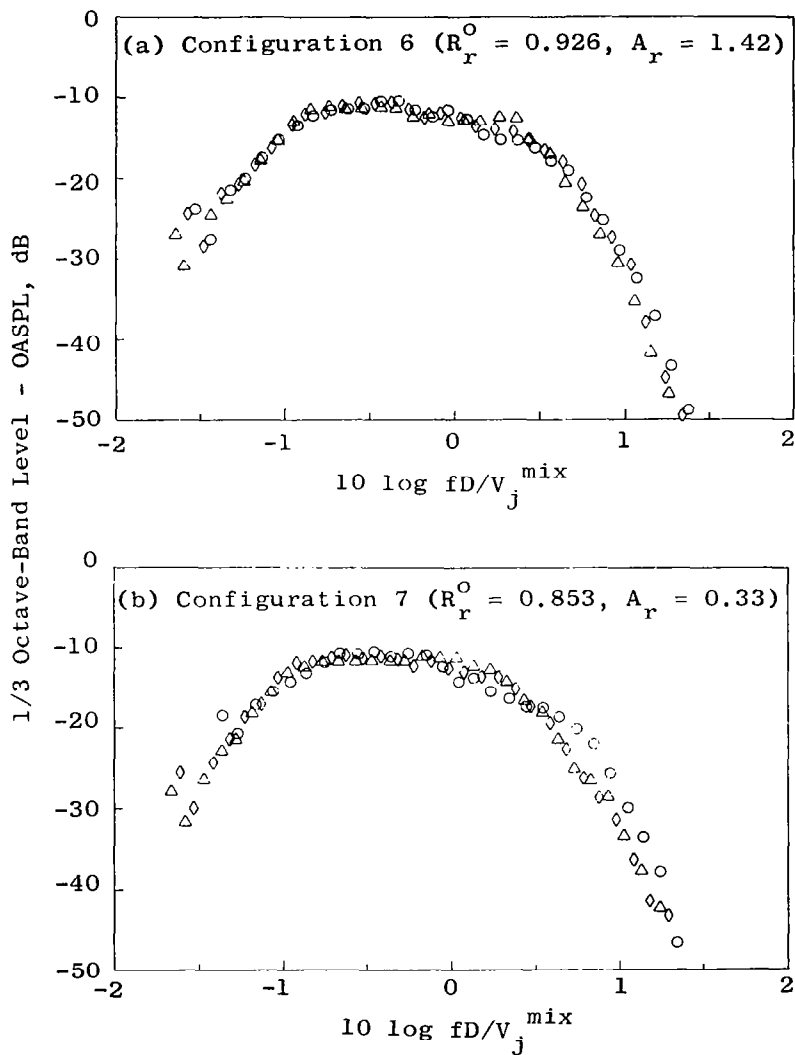 1/3 Octave-Band Level - OASPL, dB
0
(a) Configuration 6 (R_r^o = 0.926, A_r = 1.42)
-10
-20
-30
-40
-50
-2 -1 0 1 2
10 log fD/V_j^mix
0
(b) Configuration 7 (R_r^o = 0.853, A_r = 0.33)
-10
-20
-30
-40
-50
-2 -1 0 1 2
10 log fD/V_j^mix